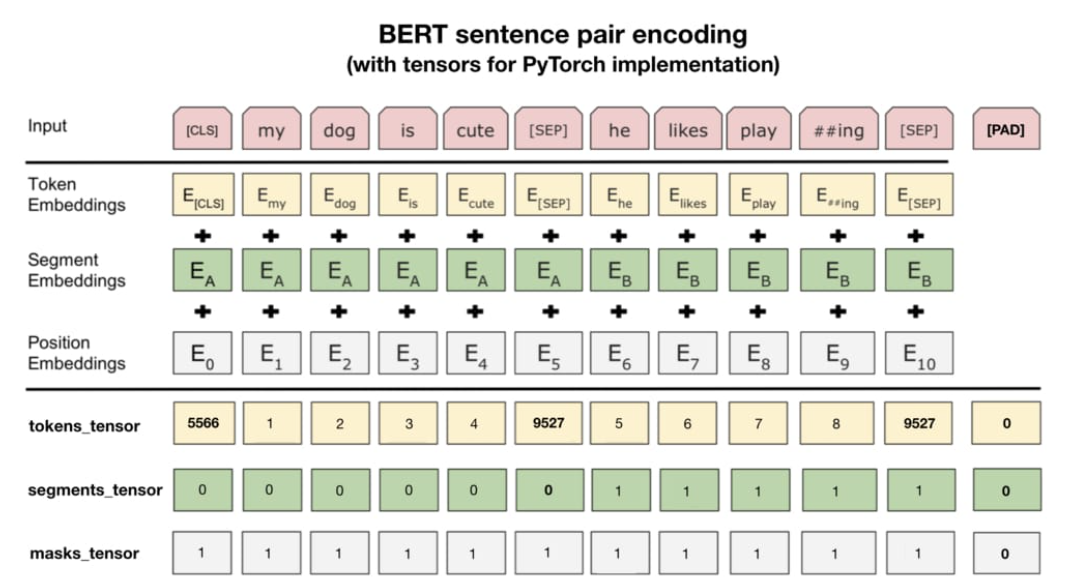 BERT sentence pair encoding
(with tensors for PyTorch implementation)
Input [CLS] my dog is cute [SEP] he likes play ##ing [SEP] [PAD]
Token
Embeddings E[CLS] Emy Edog Eis Ecute E[SEP] Ehe Elikes Eplay E##ing E[SEP]
+ + + + + + + + + + +
Segment
Embeddings EA EA EA EA EA EA EB EB EB EB EB
+ + + + + + + + + + +
Position
Embeddings E0 E1 E2 E3 E4 E5 E6 E7 E8 E9 E10
tokens_tensor 5566 1 2 3 4 9527 5 6 7 8 9527 0
segments_tensor 0 0 0 0 0 0 1 1 1 1 1 0
masks_tensor 1 1 1 1 1 1 1 1 1 1 1 0